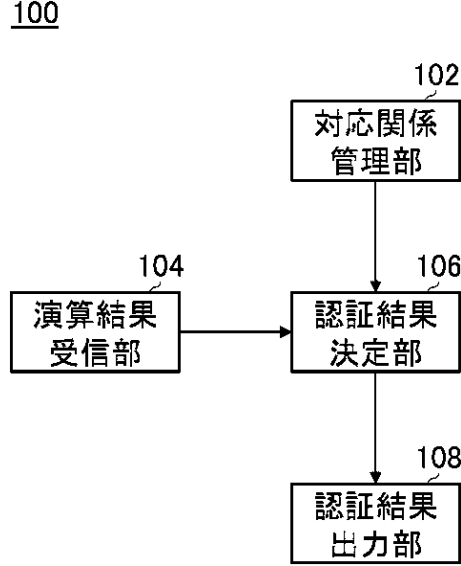 100
102
対応関係
管理部
104
演算結果
受信部
106
認証結果
決定部
108
認証結果
出力部